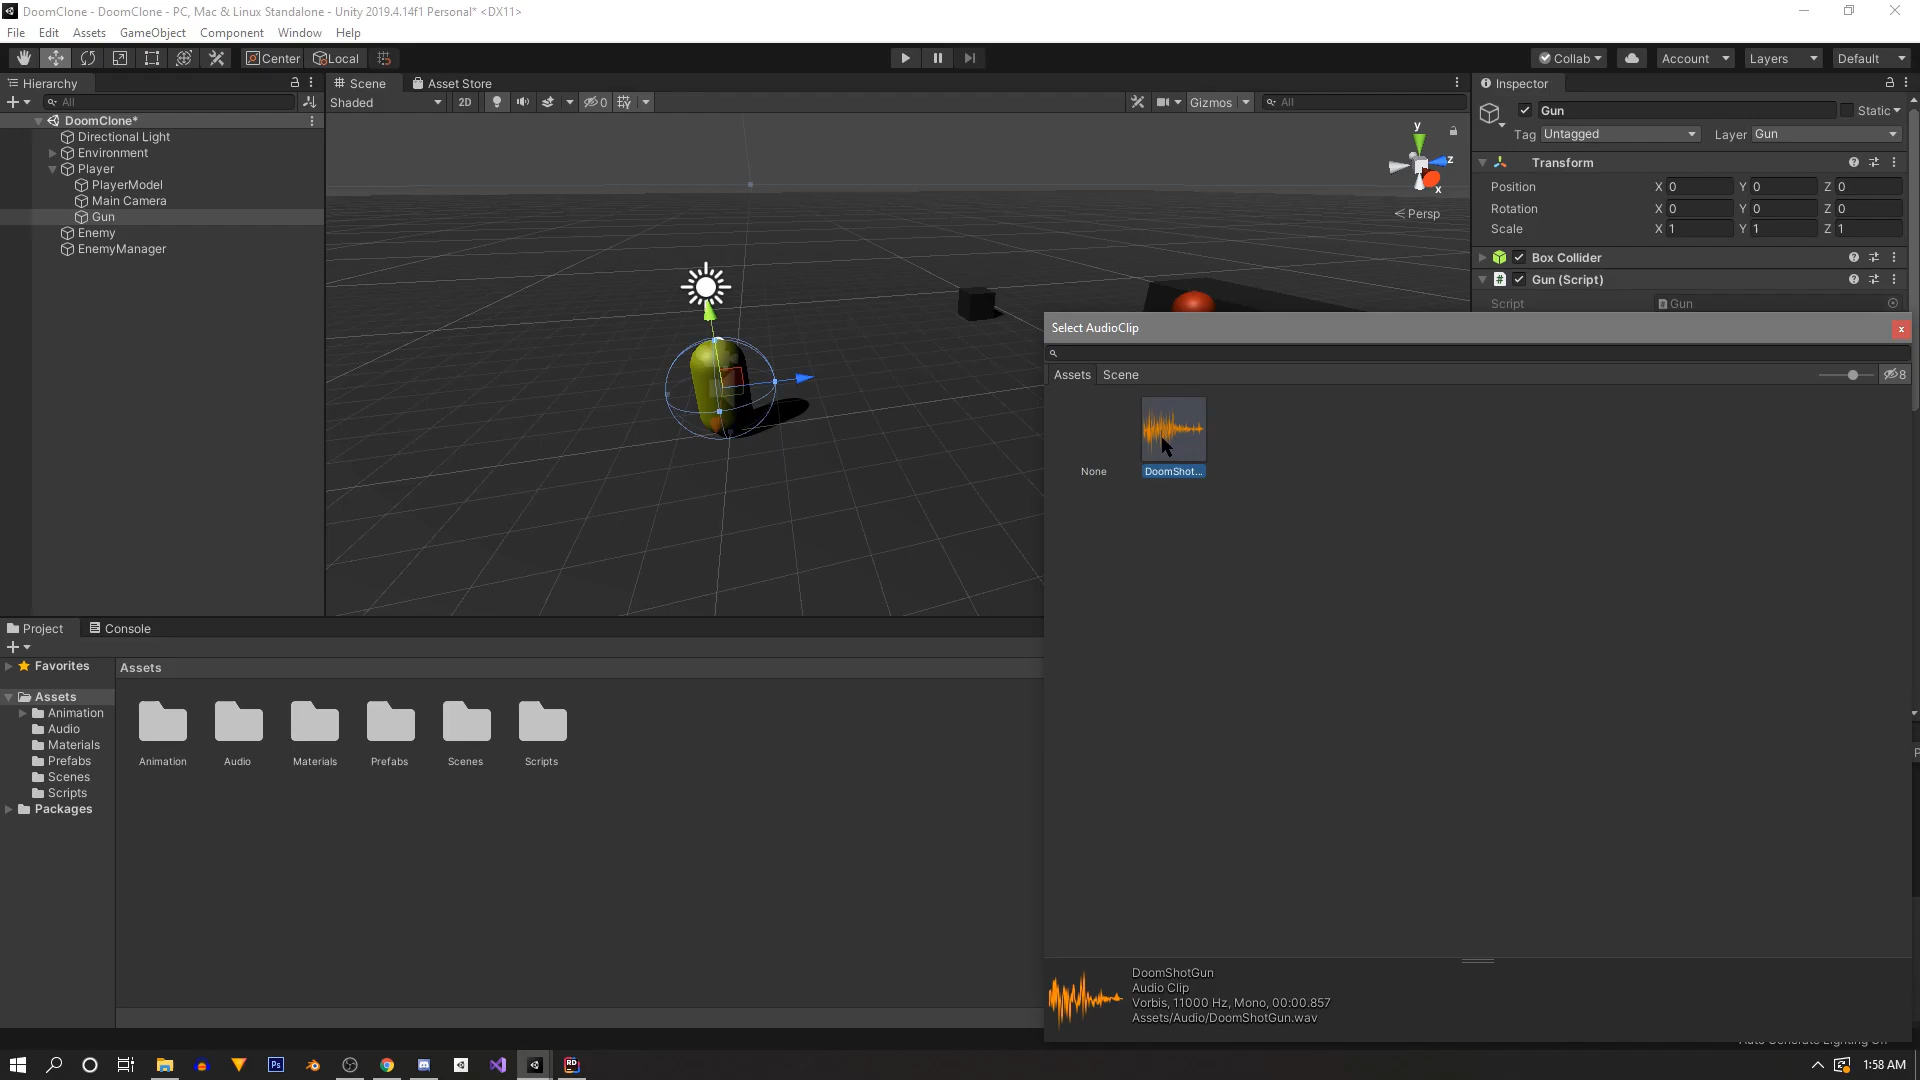 DoomClone - DoomClone - PC, Mac & Linux Standalone - Unity 2019.4.14f1 Personal* <DX11>
File Edit Assets GameObject Component Window Help
Center Local Collab Account Layers Default
Hierarchy
All
DoomClone*
Directional Light
Environment
Player
PlayerModel
Main Camera
Gun
Enemy
EnemyManager
Scene Asset Store
Shaded 2D 0 Gizmos All
y
z
x
Persp
Inspector
Gun Static
Tag Untagged Layer Gun
Transform
Position X 0 Y 0 Z 0
Rotation X 0 Y 0 Z 0
Scale X 1 Y 1 Z 1
Box Collider
Gun (Script)
Script Gun
Select AudioClip
x
Assets Scene 8
None DoomShot...
DoomShotGun
Audio Clip
Vorbis, 11000 Hz, Mono, 00:00.857
Assets/Audio/DoomShotGun.wav
Project Console
Favorites
Assets
Animation
Audio
Materials
Prefabs
Scenes
Scripts
Packages
Assets
Animation Audio Materials Prefabs Scenes Scripts
Ps
RD
1:58 AM